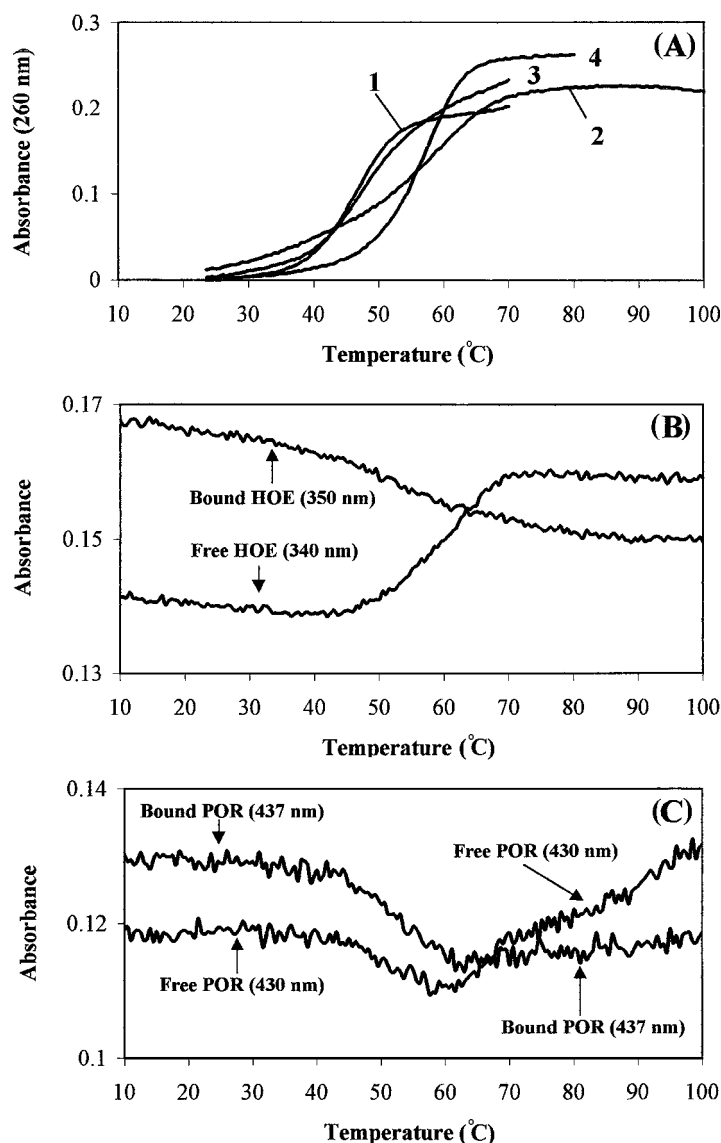 (A)
Absorbance (260 nm)
0.3
0.2
0.1
0
1
3
4
2
10 20 30 40 50 60 70 80 90 100
Temperature (°C)
(B)
Absorbance
0.17
0.15
0.13
Bound HOE (350 nm)
Free HOE (340 nm)
10 20 30 40 50 60 70 80 90 100
Temperature (°C)
(C)
Absorbance
0.14
0.12
0.1
Bound POR (437 nm)
Free POR (430 nm)
Free POR (430 nm)
Bound POR (437 nm)
10 20 30 40 50 60 70 80 90 100
Temperature (°C)